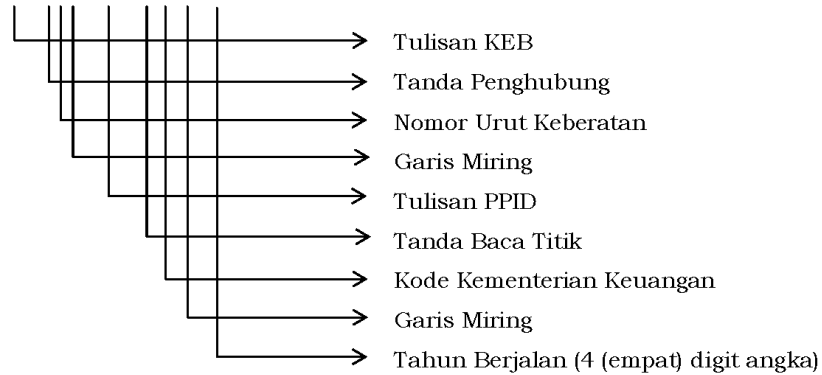 Tulisan KEB
Tanda Penghubung
Nomor Urut Keberatan
Garis Miring
Tulisan PPID
Tanda Baca Titik
Kode Kementerian Keuangan
Garis Miring
Tahun Berjalan (4 (empat) digit angka)